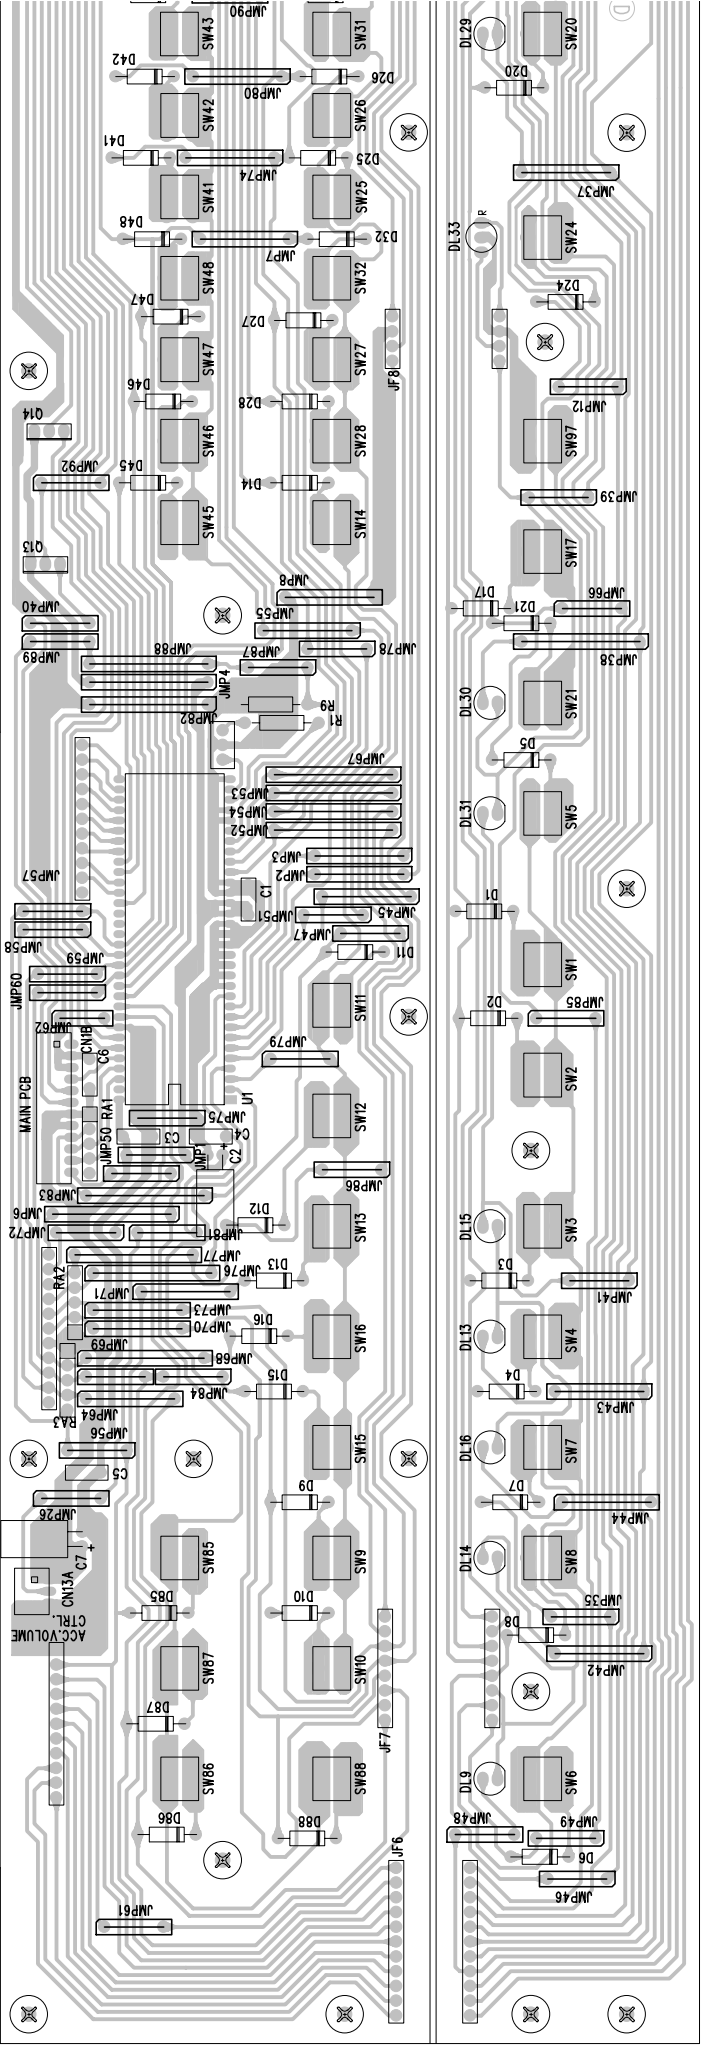 JMP90
SW43
SW31
DL29
SW20
D42
JMP80
D26
D20
SW42
SW26
D41
JMP74
D25
JMP37
SW41
SW25
R
DL33
SW24
D48
JMP7
D32
SW48
SW32
D24
D47
D27
SW47
SW27
JF8
JMP12
D46
D28
Q14
SW46
SW28
SW97
JMP92
D45
D14
JMP39
SW45
SW14
Q13
SW17
JMP8
D17
JMP66
JMP40
JMP55
D21
JMP89
JMP88
JMP87
JMP78
JMP38
JMP4
DL30
SW21
JMP82
R9
R1
D5
JMP67
JMP53
JMP54
JMP52
DL31
SW5
JMP3
JMP2
JMP57
C1
JMP51
JMP45
D1
JMP58
JMP47
D11
JMP59
SW1
JMP60
SW11
D2
JMP85
JMP62
CN1B
C6
JMP79
SW2
MAIN PCB
RA1
U1
JMP75
SW12
JMP50
C3
C4
JMP1
C2
+
JMP86
JMP83
JMP6
D12
SW13
DL15
SW3
JMP72
JMP81
JMP77
RA2
JMP76
D13
D3
JMP41
JMP71
JMP73
JMP70
D16
SW16
DL13
SW4
JMP69
JMP68
D15
D4
JMP43
JMP84
JMP64
RA3
JMP56
SW15
DL16
SW7
C5
JMP26
D9
D7
JMP44
C7
+
SW85
SW9
DL14
SW8
CN13A
ACC.VOLUME
CTRL.
D85
D10
D8
JMP35
JMP42
SW87
SW10
D87
JF7
SW86
SW88
DL9
SW6
D86
D88
JMP48
JMP49
D6
JF6
JMP46
JMP61
D